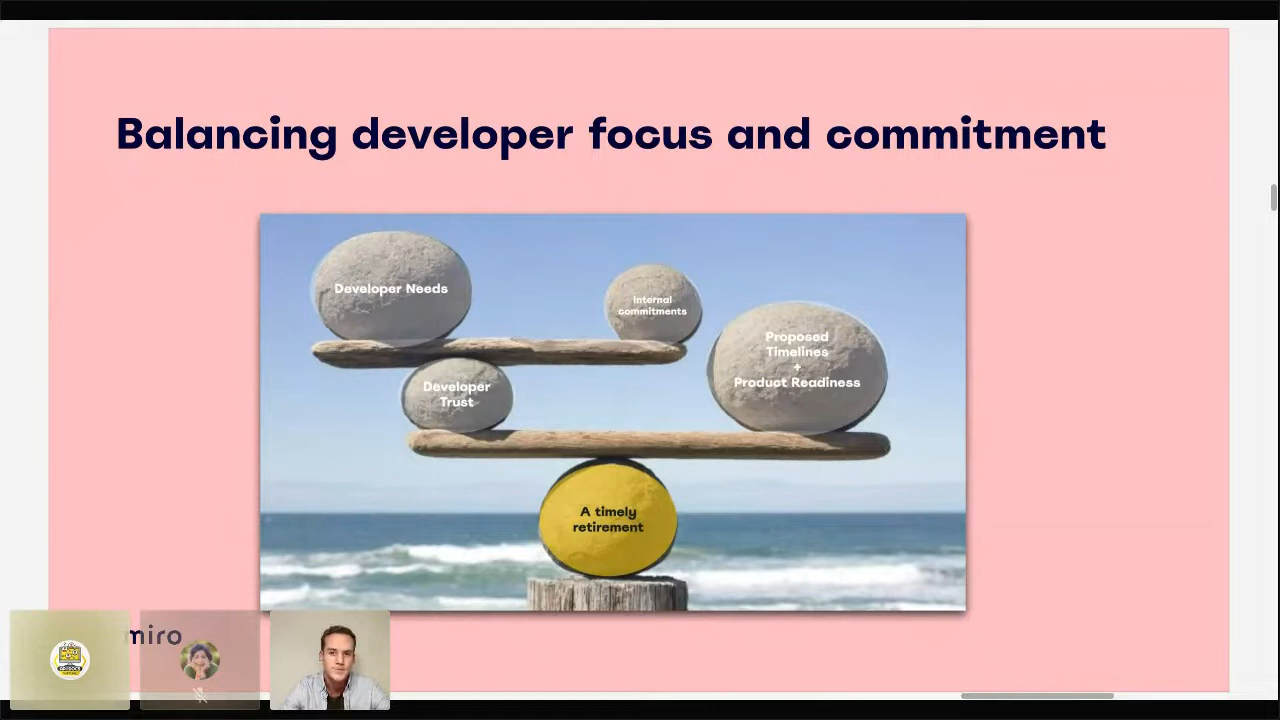 Balancing developer focus and commitment
Developer Needs
Internal
commitments
Proposed
Timelines
+
Product Readiness
Developer
Trust
A timely
retirement
miro